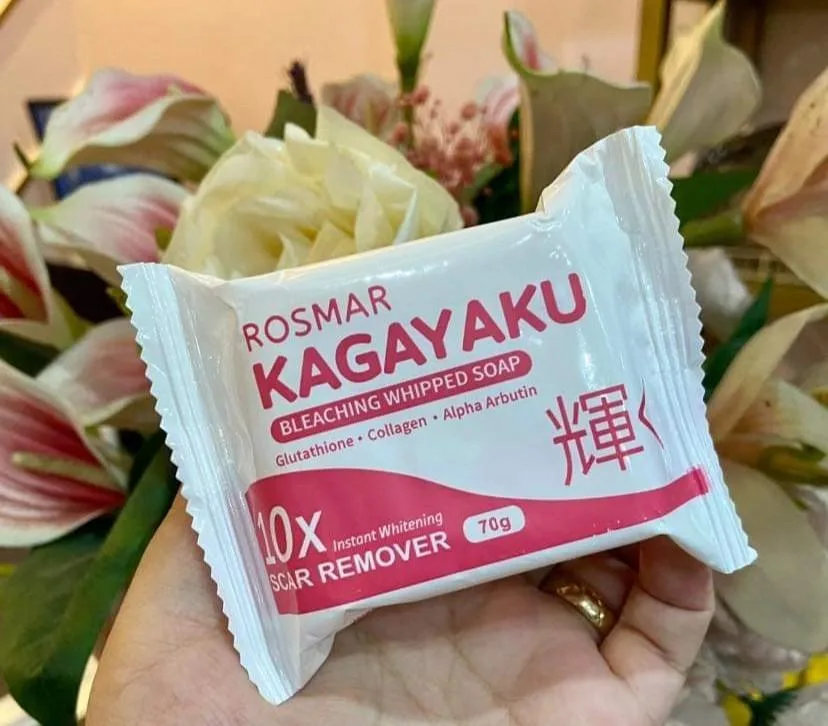 ROSMAR
KAGAYAKU
BLEACHING WHIPPED SOAP
Glutathione • Collagen • Alpha Arbutin
輝く
10X Instant Whitening 70g
SCAR REMOVER